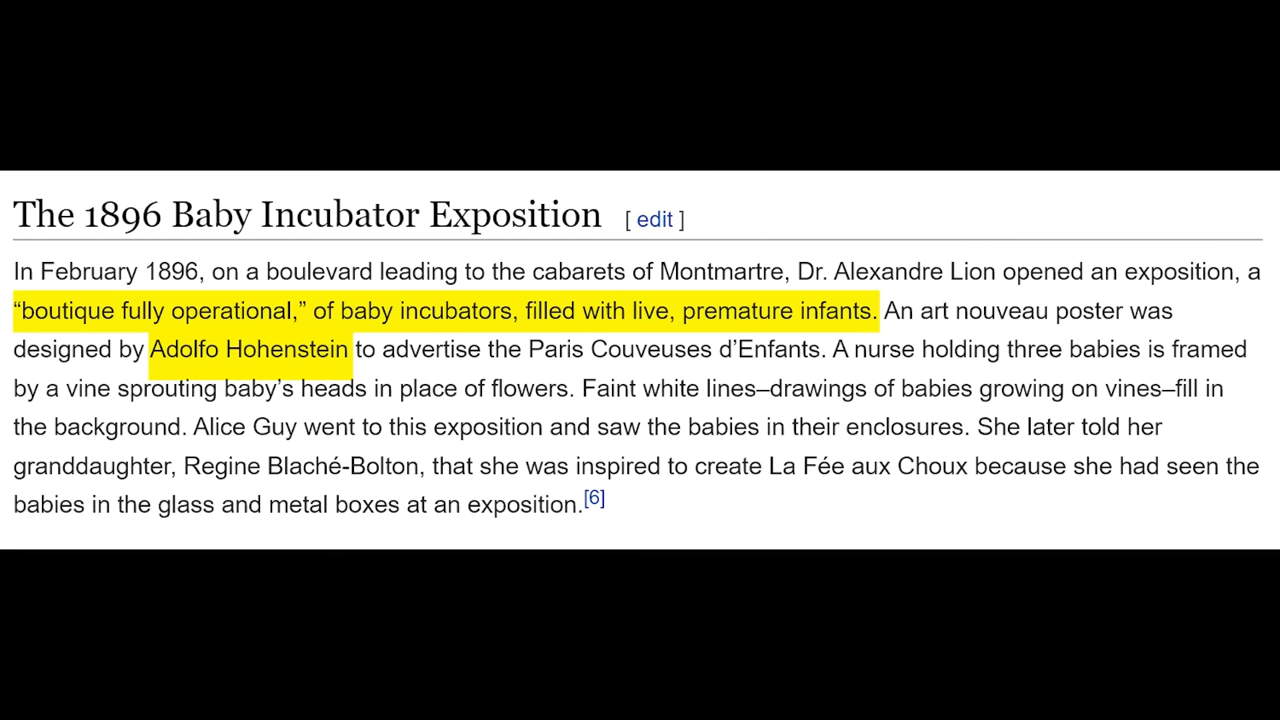 The 1896 Baby Incubator Exposition [ edit ]
In February 1896, on a boulevard leading to the cabarets of Montmartre, Dr. Alexandre Lion opened an exposition, a
“boutique fully operational,” of baby incubators, filled with live, premature infants. An art nouveau poster was
designed by Adolfo Hohenstein to advertise the Paris Couveuses d’Enfants. A nurse holding three babies is framed
by a vine sprouting baby’s heads in place of flowers. Faint white lines–drawings of babies growing on vines–fill in
the background. Alice Guy went to this exposition and saw the babies in their enclosures. She later told her
granddaughter, Regine Blaché-Bolton, that she was inspired to create La Fée aux Choux because she had seen the
babies in the glass and metal boxes at an exposition.[6]